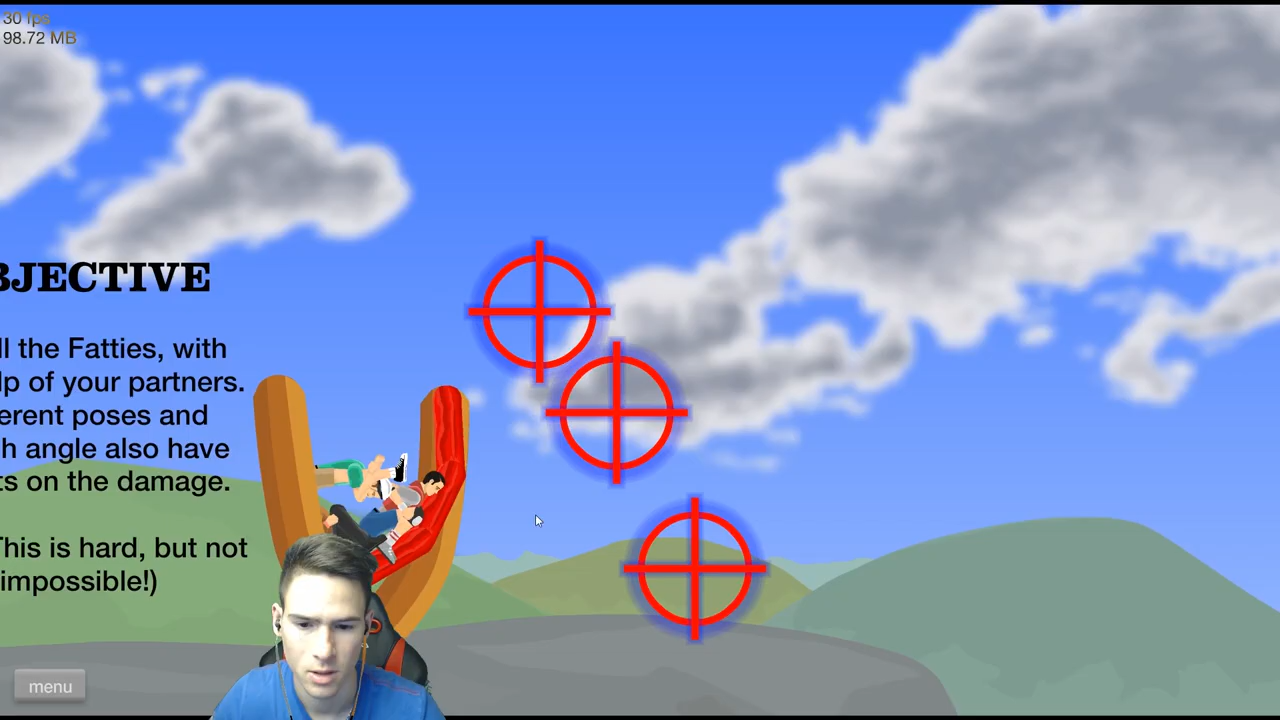 30 fps
98.72 MB
BJECTIVE
ll the Fatties, with
lp of your partners.
erent poses and
h angle also have
ts on the damage.
This is hard, but not
impossible!)
menu